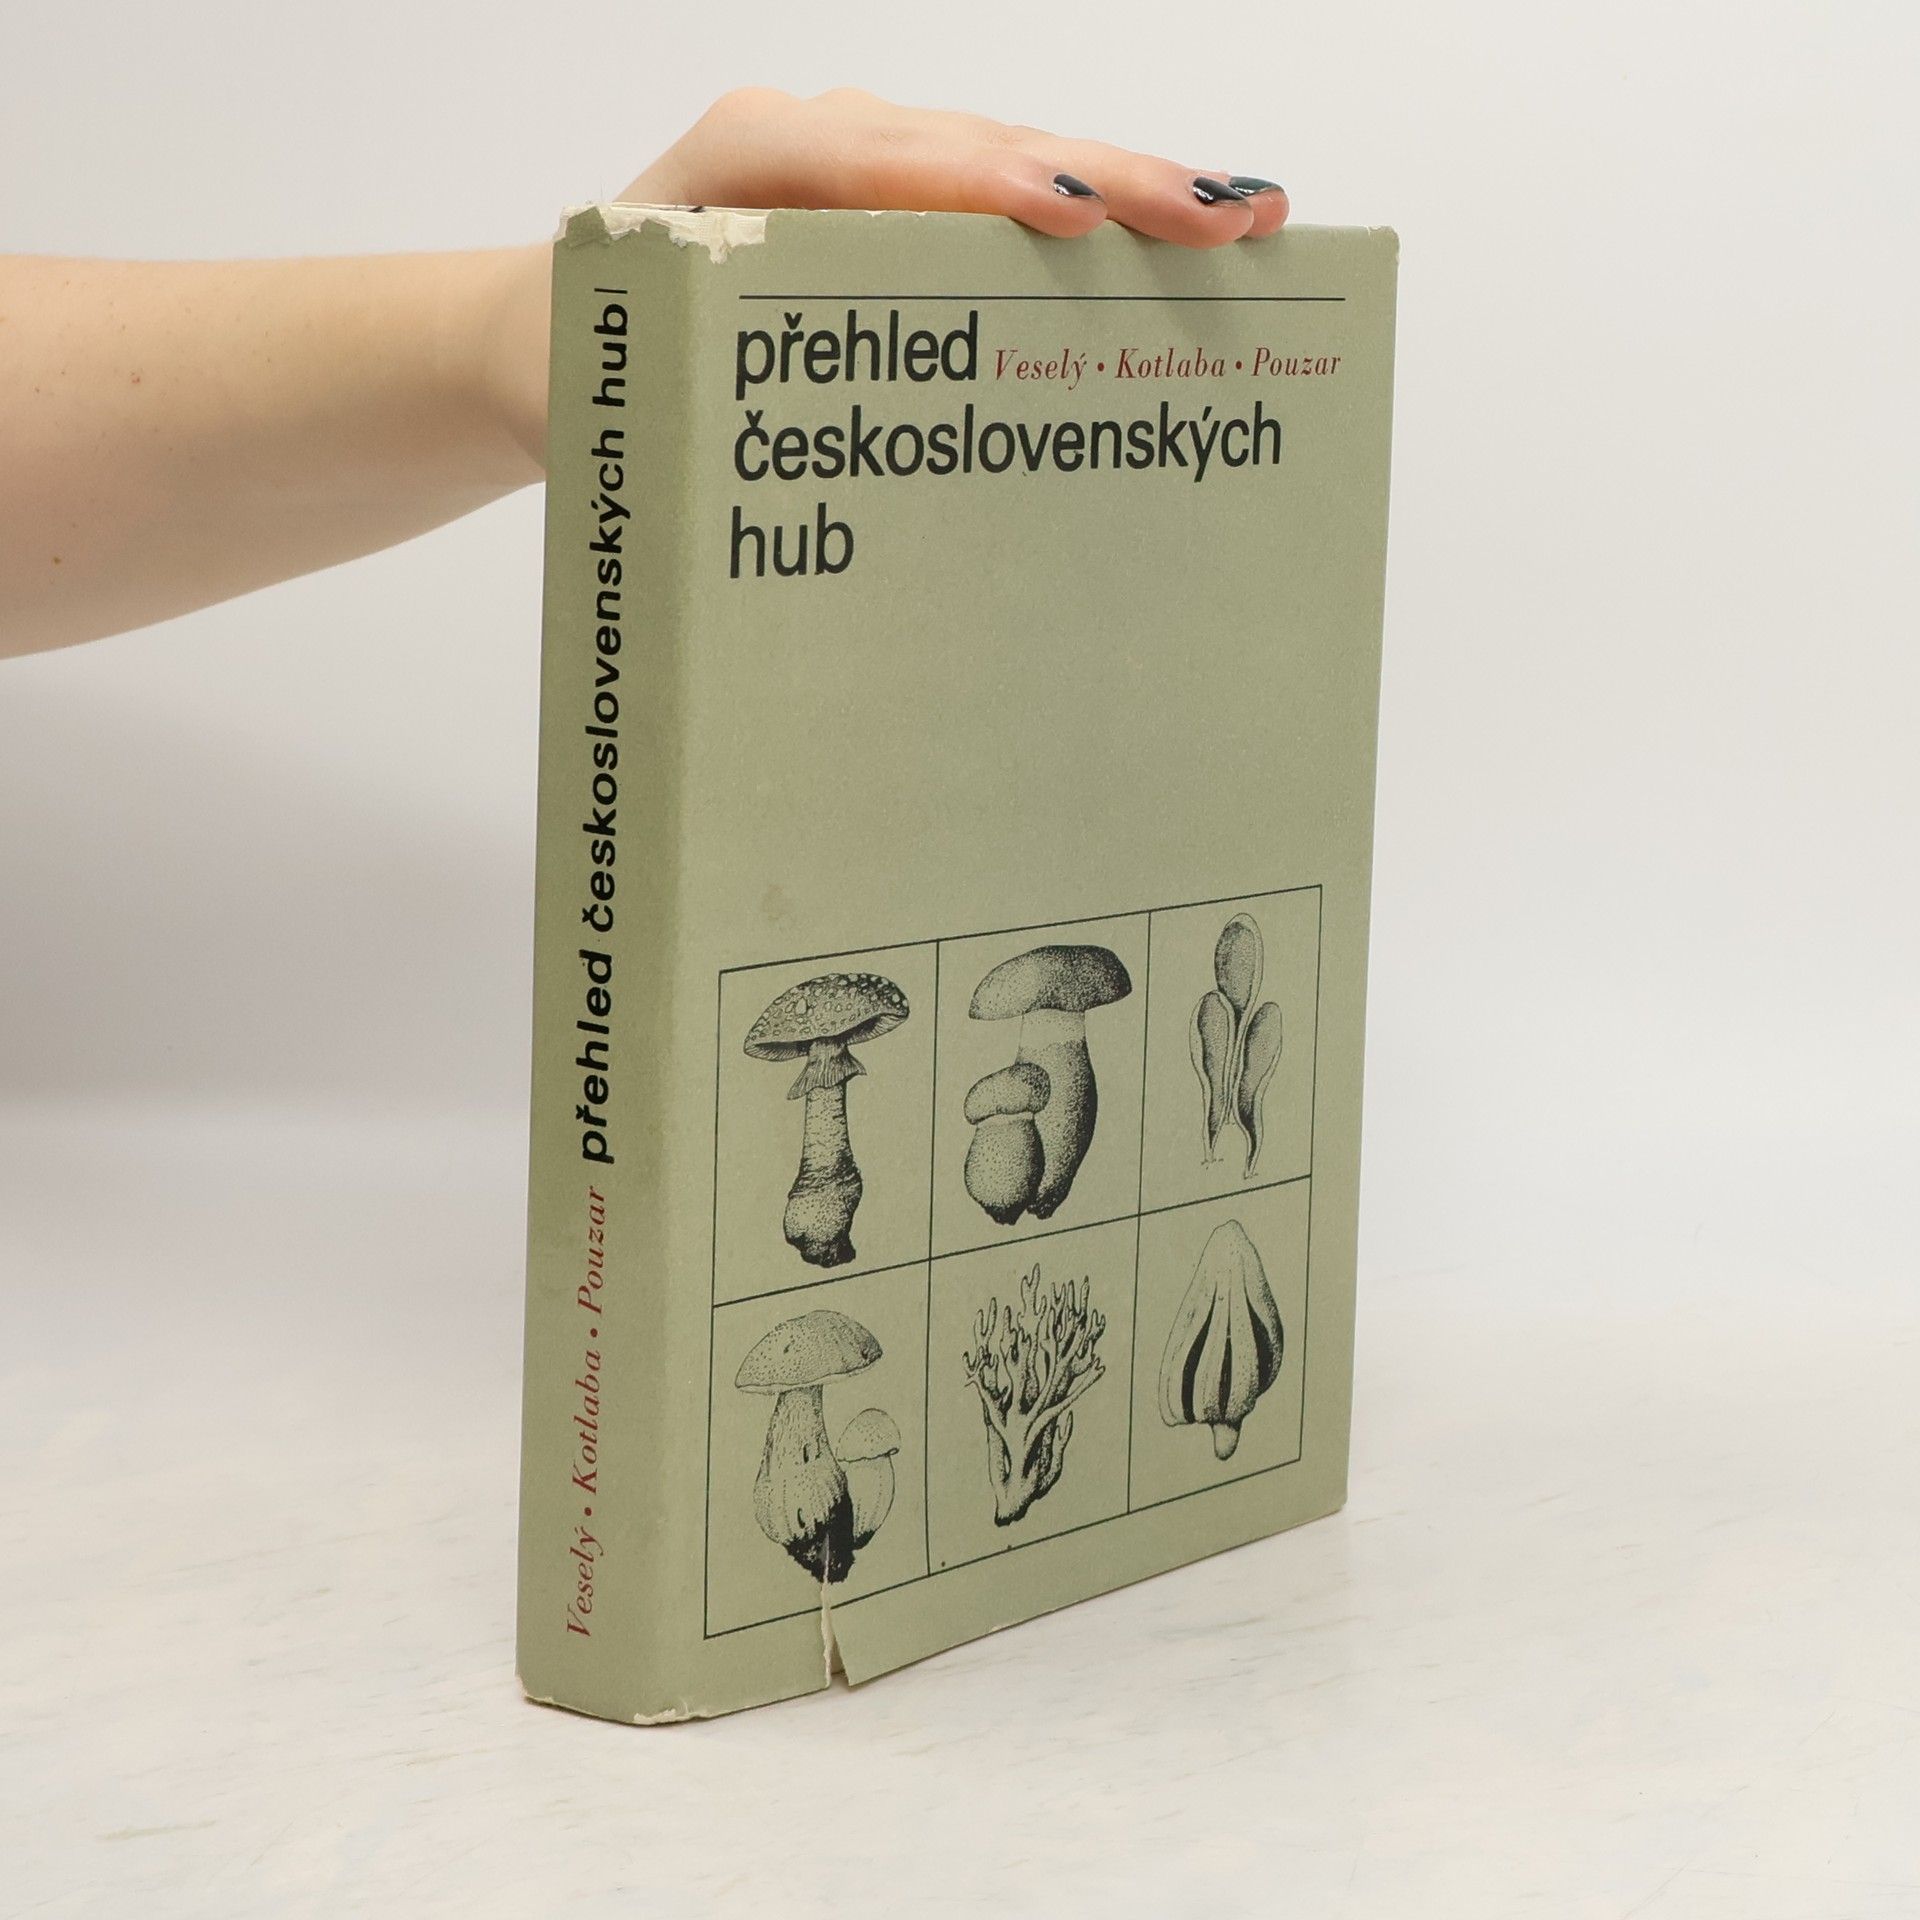 přehled Veselý • Kotlaba • Pouzar
československých
hub
Veselý • Kotlaba • Pouzar přehled československých hub